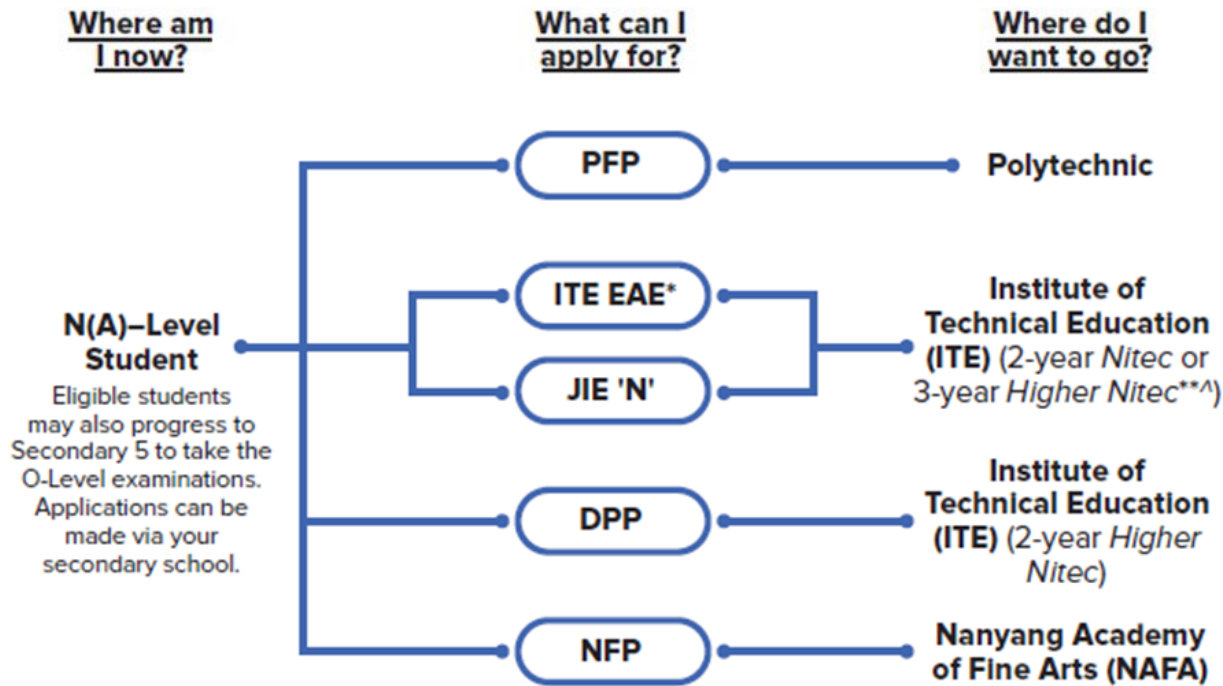 Where am
I now?
What can I
apply for?
Where do I
want to go?
PFP
Polytechnic
N(A)–Level
Student
Eligible students
may also progress to
Secondary 5 to take the
O-Level examinations.
Applications can be
made via your
secondary school.
ITE EAE*
JIE 'N'
Institute of
Technical Education
(ITE) (2-year Nitec or
3-year Higher Nitec**^)
DPP
Institute of
Technical Education
(ITE) (2-year Higher
Nitec)
NFP
Nanyang Academy
of Fine Arts (NAFA)